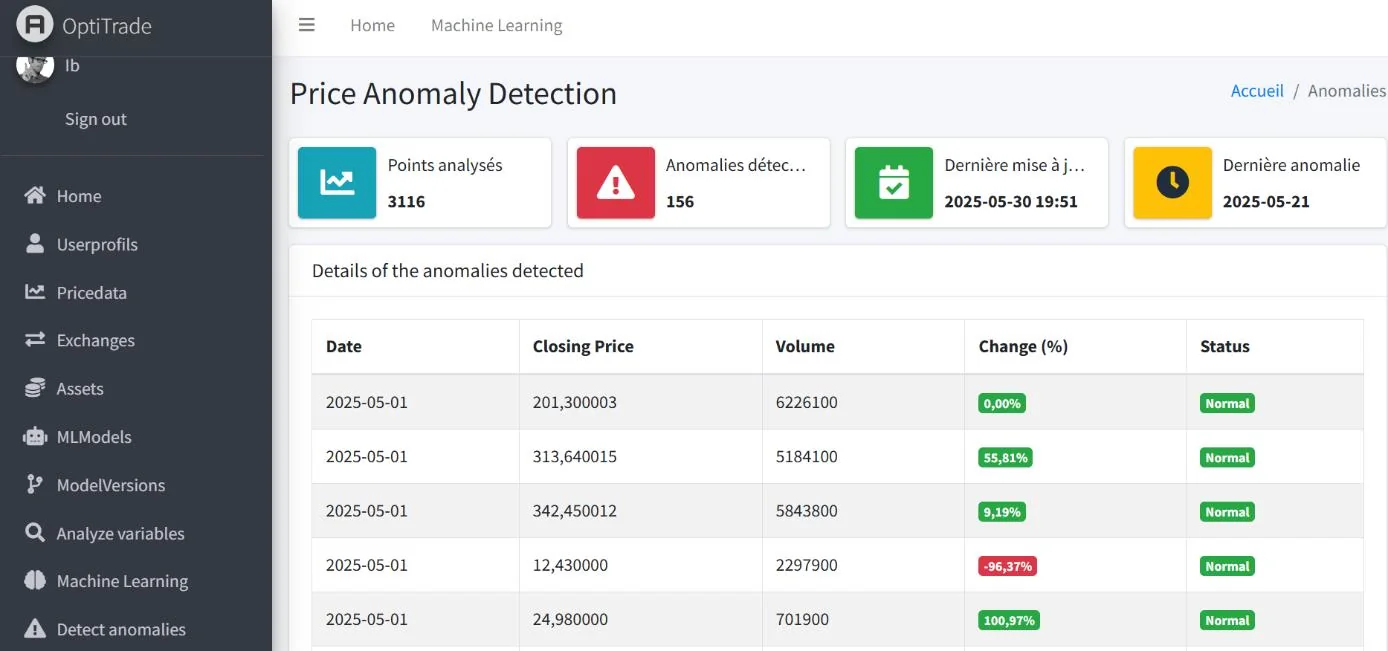 OptiTrade
Ib
Sign out
Home
Userprofils
Pricedata
Exchanges
Assets
MLModels
ModelVersions
Analyze variables
Machine Learning
Detect anomalies
Home Machine Learning
Price Anomaly Detection
Accueil / Anomalies
Points analysés
3116
Anomalies détec...
156
Dernière mise à j...
2025-05-30 19:51
Dernière anomalie
2025-05-21
Details of the anomalies detected
Date Closing Price Volume Change (%) Status
2025-05-01 201,300003 6226100 0,00% Normal
2025-05-01 313,640015 5184100 55,81% Normal
2025-05-01 342,450012 5843800 9,19% Normal
2025-05-01 12,430000 2297900 -96,37% Normal
2025-05-01 24,980000 701900 100,97% Normal